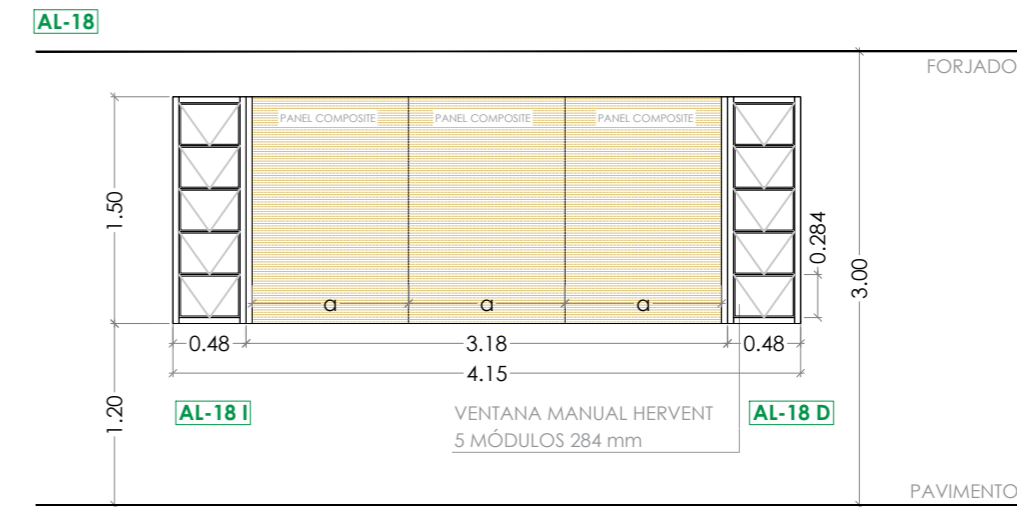 AL-18
FORJADO
PANEL COMPOSITE
PANEL COMPOSITE
PANEL COMPOSITE
1.50
0.284
3.00
a
a
a
0.48
3.18
0.48
4.15
1.20
AL-18 I
VENTANA MANUAL HERVENT
5 MÓDULOS 284 mm
AL-18 D
PAVIMENTO